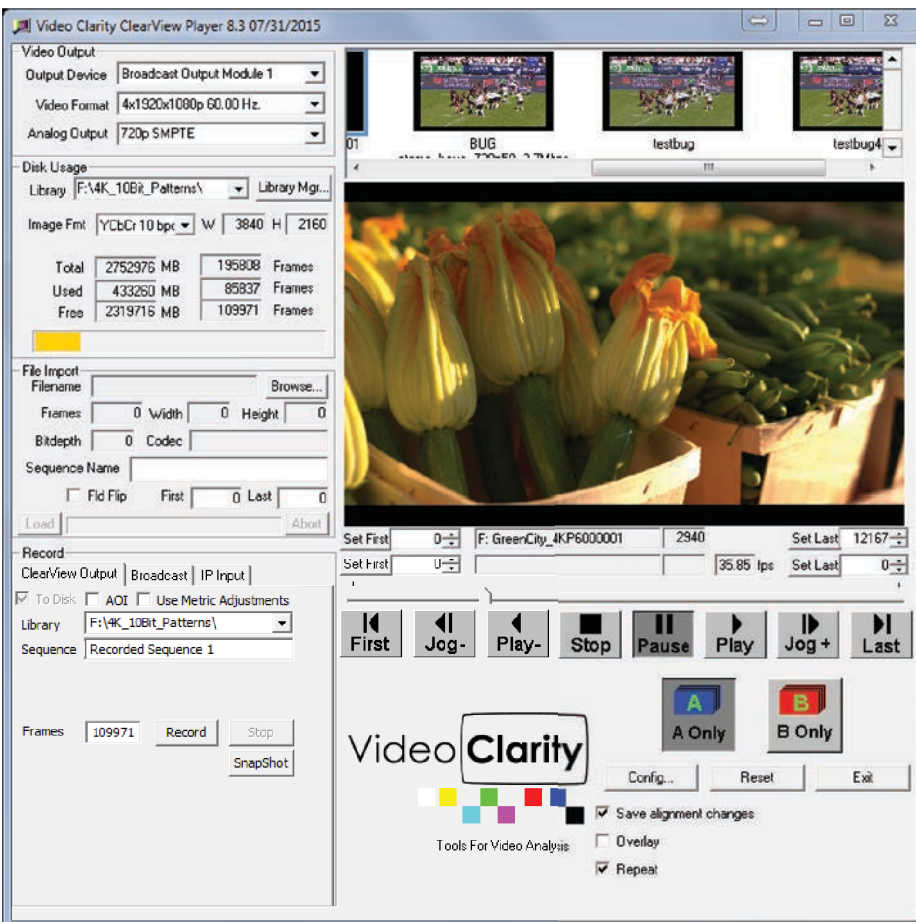 Video Clarity ClearView Player 8.3 07/31/2015
Video Output
Output Device Broadcast Output Module 1
Video Format 4x1920x1080p 60.00 Hz.
Analog Output 720p SMPTE
Disk Usage
Library F:\4K_10Bit_Patterns\ Library Mgr...
Image Fmt YCbCr 10 bpc W 3840 H 2160
Total 2752976 MB 195808 Frames
Used 433260 MB 85837 Frames
Free 2319716 MB 109971 Frames
File Import
Filename Browse...
Frames 0 Width 0 Height 0
Bitdepth 0 Codec
Sequence Name
Fld Flip First 0 Last 0
Load Abort
Record
ClearView Output Broadcast IP Input
To Disk AOI Use Metric Adjustments
Library F:\4K_10Bit_Patterns\
Sequence Recorded Sequence 1
Frames 109971 Record Stop
SnapShot
01 BUG testbug testbug4
Set First 0 F: GreenCity_4KP6000001 2940 Set Last 12167
Set First 0 35.85 fps Set Last 0
First Jog- Play- Stop Pause Play Jog+ Last
A B
A Only B Only
Video Clarity
Tools For Video Analysis
Config... Reset Exit
Save alignment changes
Overlay
Repeat